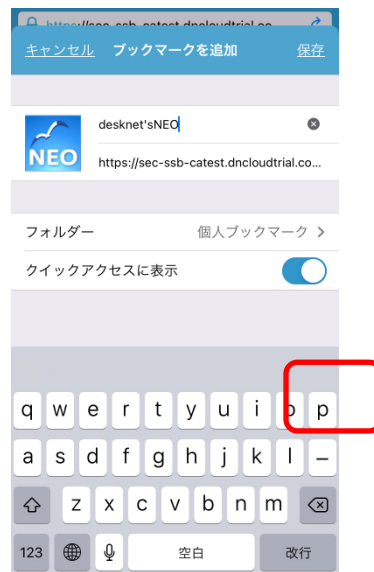 キャンセル ブックマークを追加 保存
NEO
desknet'sNEO
https://sec-ssb-catest.dncloudtrial.co...
フォルダー 個人ブックマーク
クイックアクセスに表示
q w e r t y u i o p
a s d f g h j k l –
z x c v b n m
123 空白 改行